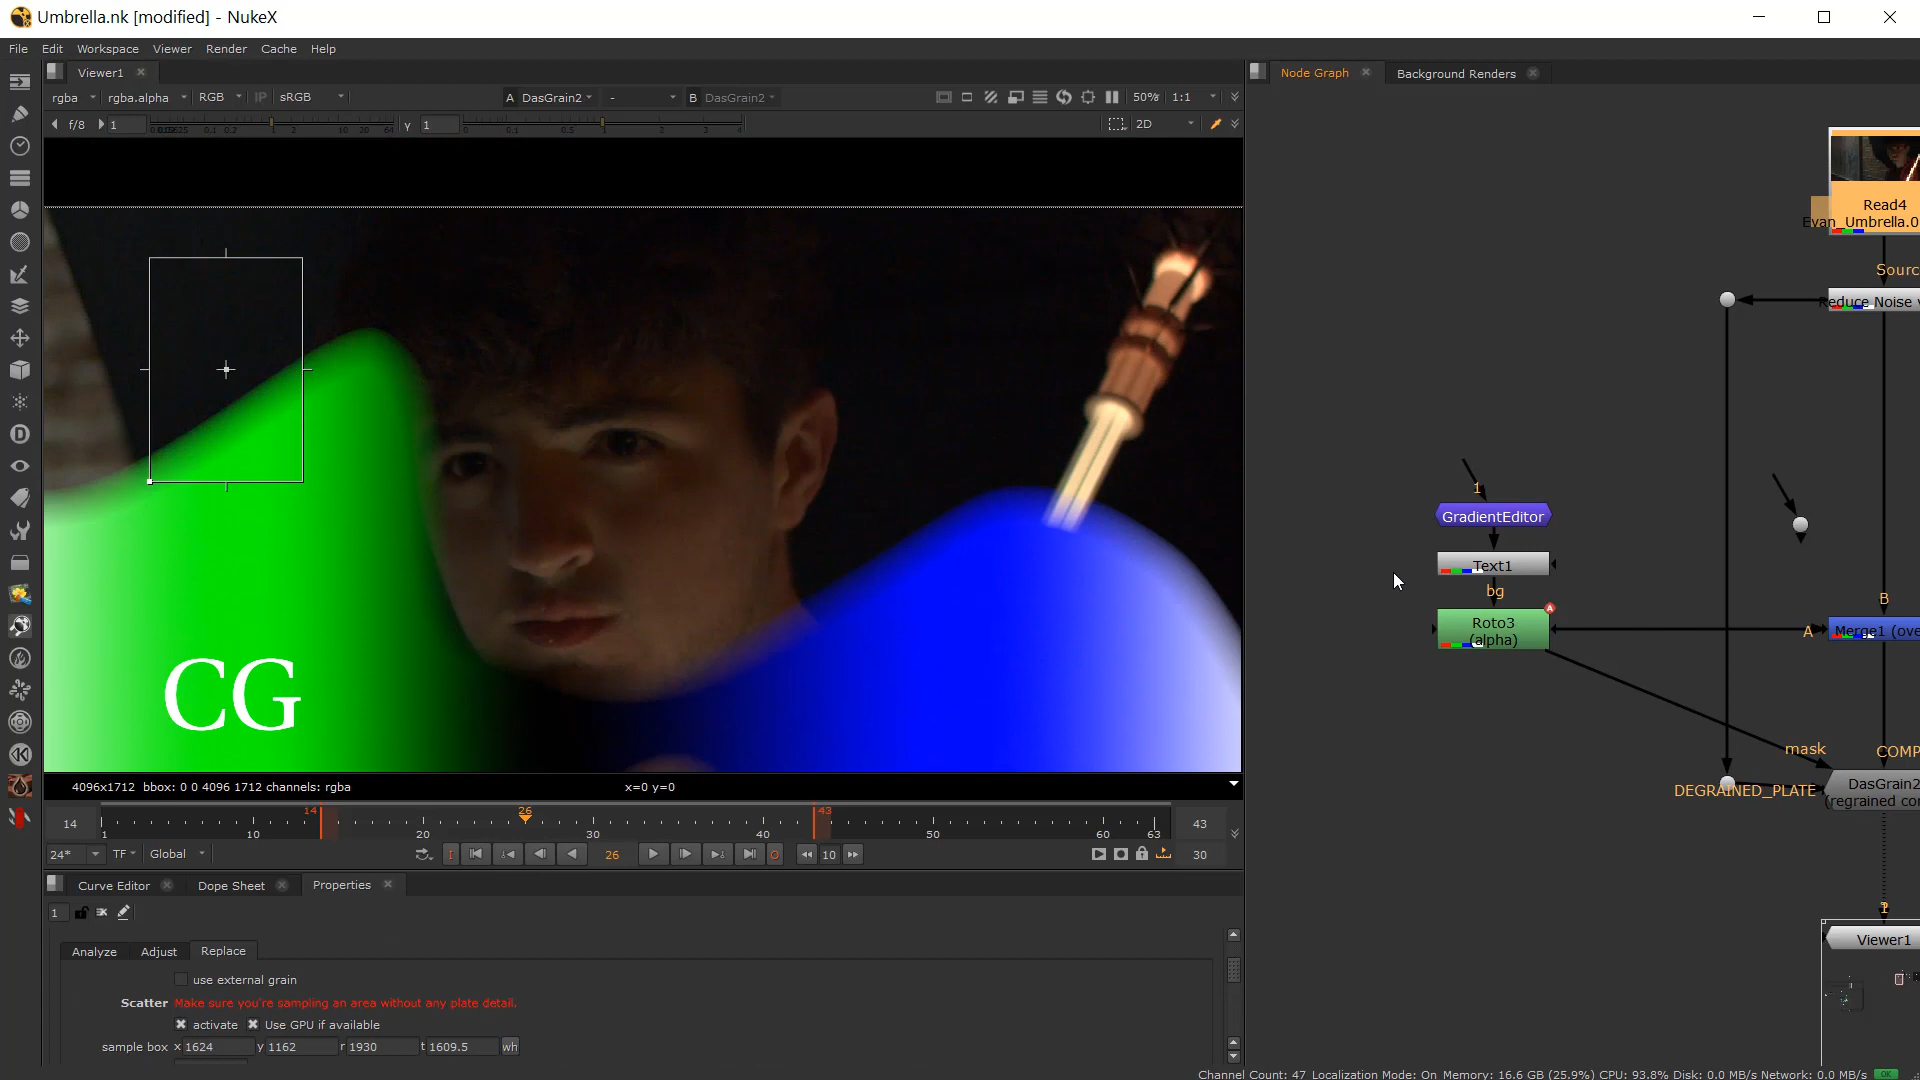 Umbrella.nk [modified] - NukeX
File Edit Workspace Viewer Render Cache Help
Viewer1
rgba rgba.alpha RGB IP sRGB A DasGrain2 - B DasGrain2 50% 1:1
f/8 1 γ 1 2D
CG
4096x1712 bbox: 0 0 4096 1712 channels: rgba x=0 y=0
14 26 43
14 1 10 20 30 40 50 60 63 43
24* TF Global I 26 O 10 30
Curve Editor Dope Sheet Properties
1
Analyze Adjust Replace
use external grain
Scatter Make sure you're sampling an area without any plate detail.
activate Use GPU if available
sample box x 1624 y 1162 r 1930 t 1609.5 wh
Node Graph Background Renders
Read4
Evan_Umbrella.0
Sourc
Reduce Noise v
1
GradientEditor
Text1
bg
Roto3
(alpha)
A
B
A Merge1 (ove
mask COMP
DEGRAINED_PLATE
DasGrain2
(regrained co
Viewer1
Channel Count: 47 Localization Mode: On Memory: 16.6 GB (25.9%) CPU: 93.8% Disk: 0.0 MB/s Network: 0.0 MB/s OK